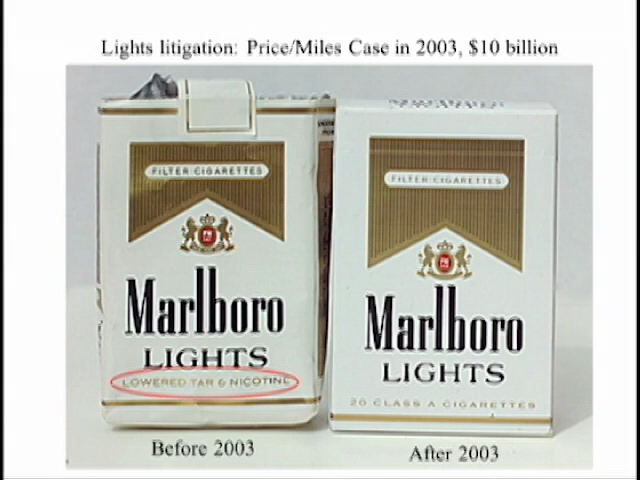 Lights litigation: Price/Miles Case in 2003, $10 billion
FILTER CIGARETTES
Marlboro
LIGHTS
LOWERED TAR & NICOTINE
Before 2003
FILTER CIGARETTES
Marlboro
LIGHTS
20 CLASS A CIGARETTES
After 2003